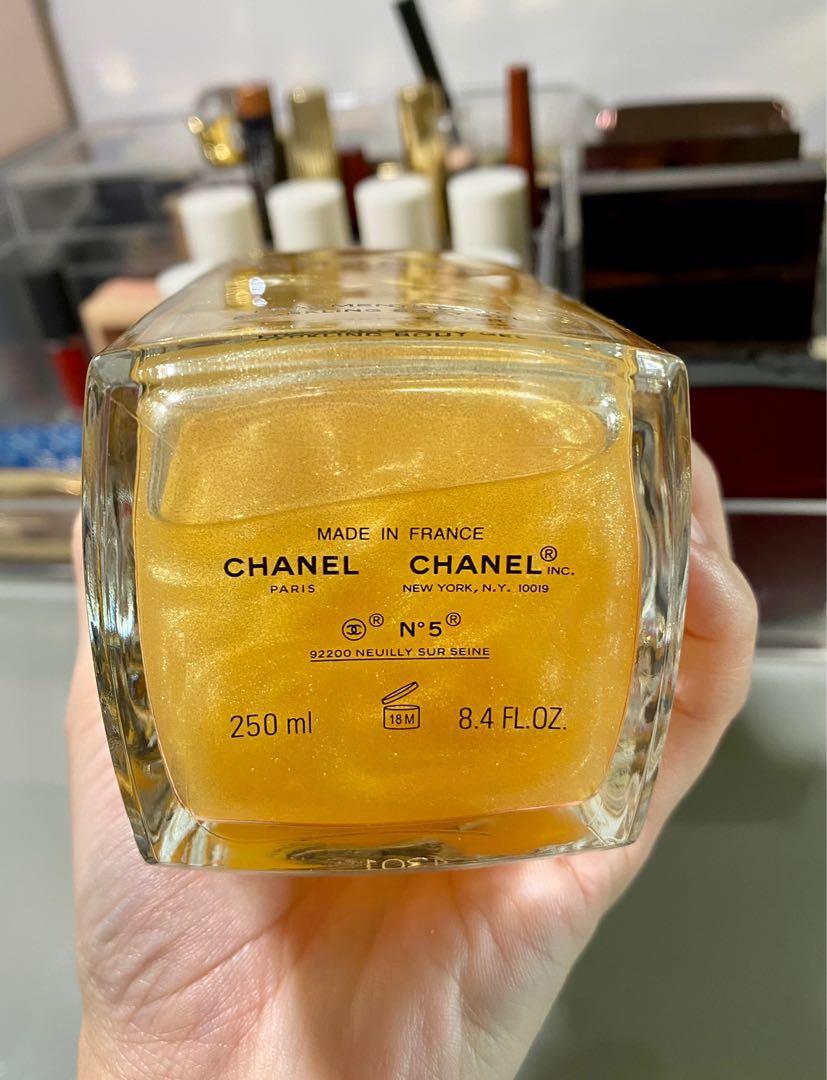 MADE IN FRANCE
CHANEL CHANEL® INC.
PARIS NEW YORK, N.Y. 10019
® N°5®
92200 NEUILLY SUR SEINE
250 ml 18M 8.4 FL.OZ.